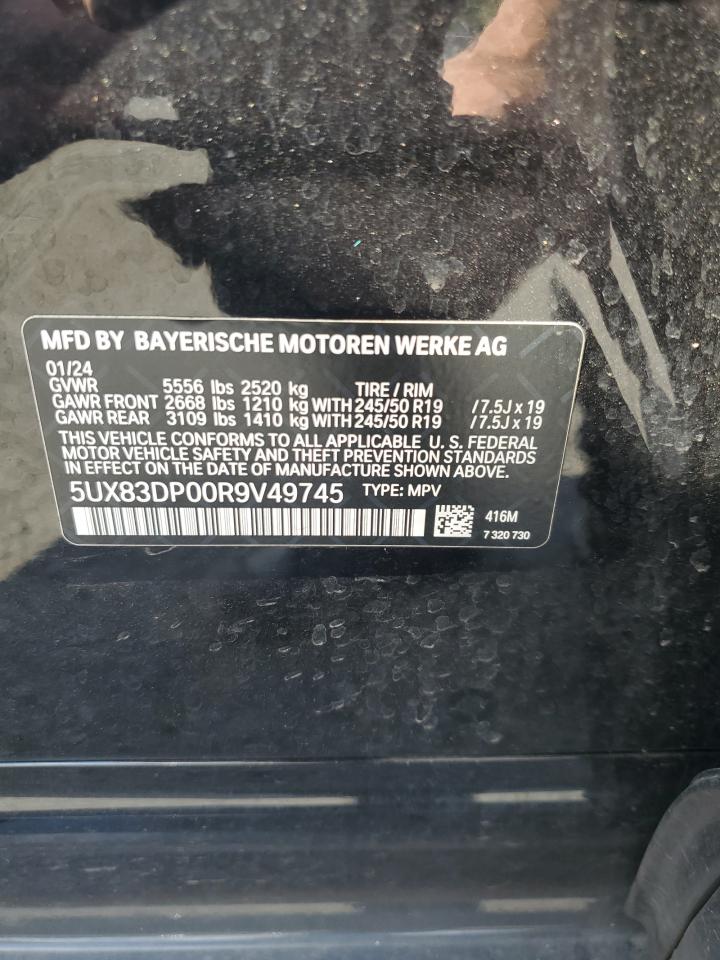 MFD BY BAYERISCHE MOTOREN WERKE AG
01/24
GVWR 5556 lbs 2520 kg TIRE / RIM
GAWR FRONT 2668 lbs 1210 kg WITH 245/50 R19 / 7.5J x 19
GAWR REAR 3109 lbs 1410 kg WITH 245/50 R19 / 7.5J x 19
THIS VEHICLE CONFORMS TO ALL APPLICABLE U. S. FEDERAL
MOTOR VEHICLE SAFETY AND THEFT PREVENTION STANDARDS
IN EFFECT ON THE DATE OF MANUFACTURE SHOWN ABOVE.
5UX83DP00R9V49745 TYPE: MPV
416M
7 320 730